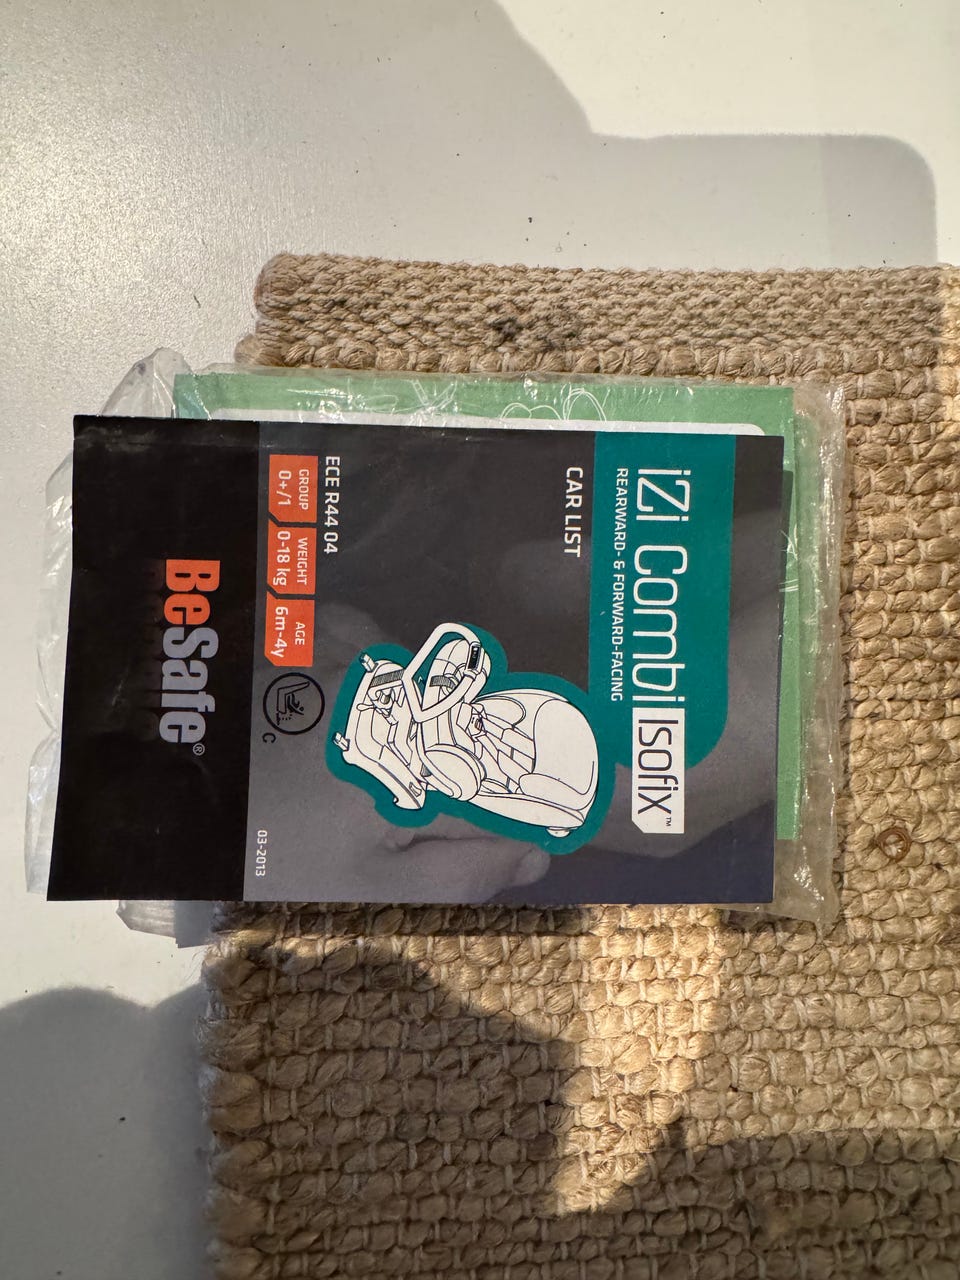 iZi Combi Isofix™
REARWARD- & FORWARD-FACING
CAR LIST
ECE R44 04
GROUP
0+/1
WEIGHT
0-18 kg
AGE
6m-4y
C
03-2013
BeSafe®